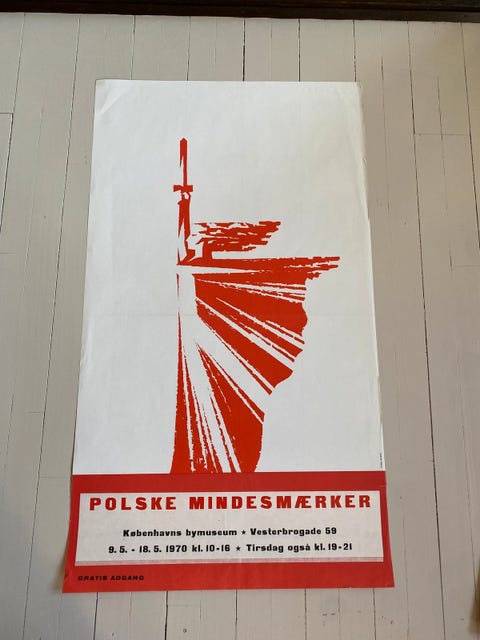 POLSKE MINDESMÆRKER
Københavns bymuseum ★ Vesterbrogade 59
9. 5. - 18. 5. 1970 kl. 10-16 ★ Tirsdag også kl. 19-21
GRATIS ADGANG